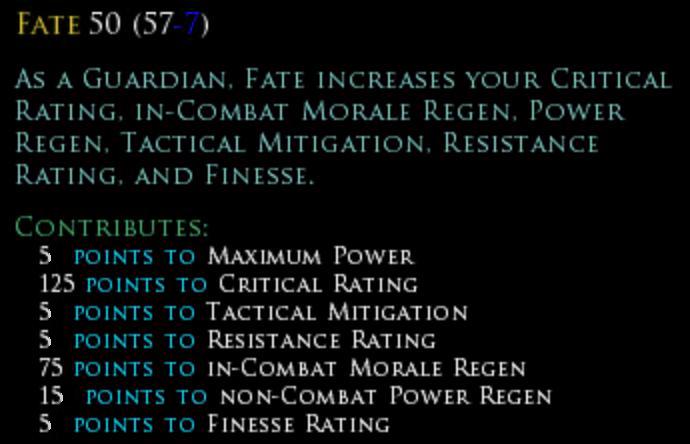 Fate 50 (57-7)
As a Guardian, Fate increases your Critical
Rating, in-Combat Morale Regen, Power
Regen, Tactical Mitigation, Resistance
Rating, and Finesse.
Contributes:
5 points to Maximum Power
125 points to Critical Rating
5 points to Tactical Mitigation
5 points to Resistance Rating
75 points to in-Combat Morale Regen
15 points to non-Combat Power Regen
5 points to Finesse Rating